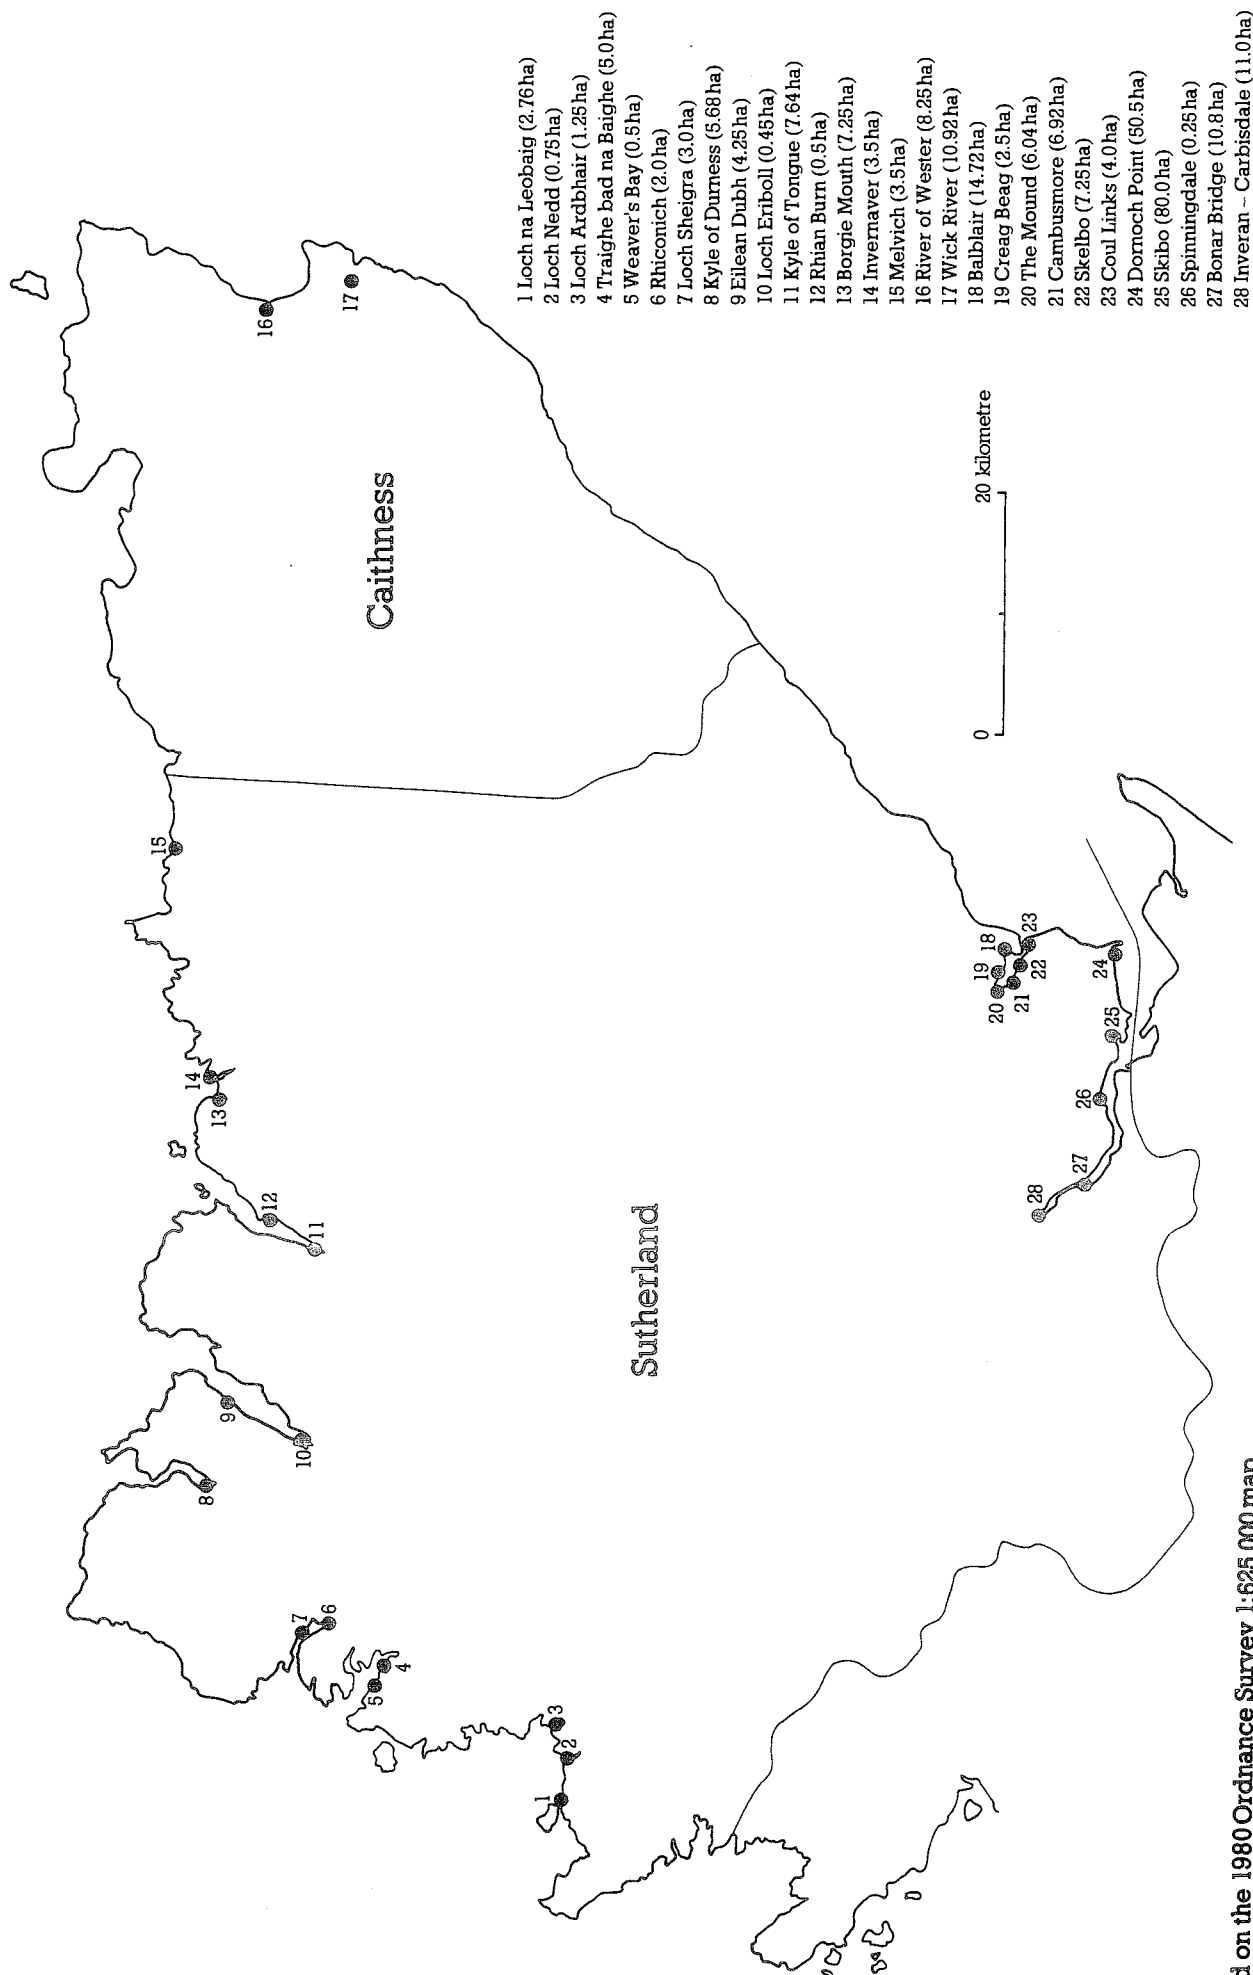 Caithness
Sutherland
0
20 kilometre
1
2
3
4
5
6
7
8
9
10
11
12
13
14
15
16
17
18
19
20
21
22
23
24
25
26
27
28
1 Loch na Leobaig (2.76ha)
2 Loch Nedd (0.75ha)
3 Loch Ardbhair (1.25ha)
4 Traighe bad na Baighe (5.0ha)
5 Weaver's Bay (0.5ha)
6 Rhiconich (2.0ha)
7 Loch Sheigra (3.0ha)
8 Kyle of Durness (5.68ha)
9 Eilean Dubh (4.25ha)
10 Loch Eriboll (0.45ha)
11 Kyle of Tongue (7.64ha)
12 Rhian Burn (0.5ha)
13 Borgie Mouth (7.25ha)
14 Invernaver (3.5ha)
15 Melvich (3.5ha)
16 River of Wester (8.25ha)
17 Wick River (10.92ha)
18 Balblair (14.72ha)
19 Creag Beag (2.5ha)
20 The Mound (6.04ha)
21 Cambusmore (6.92ha)
22 Skelbo (7.25ha)
23 Coul Links (4.0ha)
24 Dornoch Point (50.5ha)
25 Skibo (80.0ha)
26 Spinningdale (0.25ha)
27 Bonar Bridge (10.8ha)
28 Inveran – Carbisdale (11.0ha)
on the 1980 Ordnance Survey 1:625 000 map